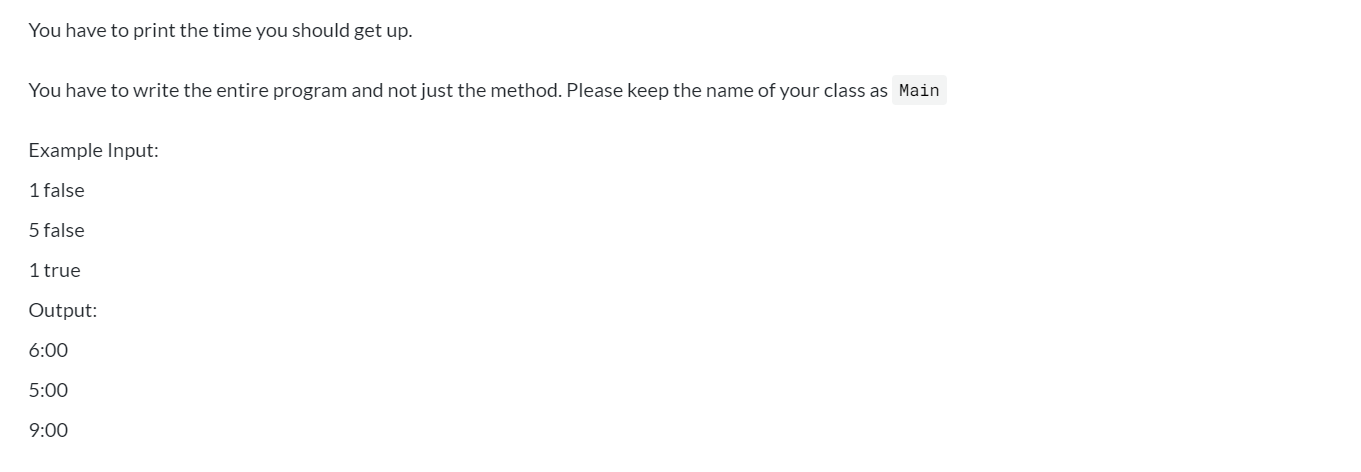 You have to print the time you should get up.
You have to write the entire program and not just the method. Please keep the name of your class as Main
Example Input:
1 false
5 false
1 true
Output:
6:00
5:00
9:00